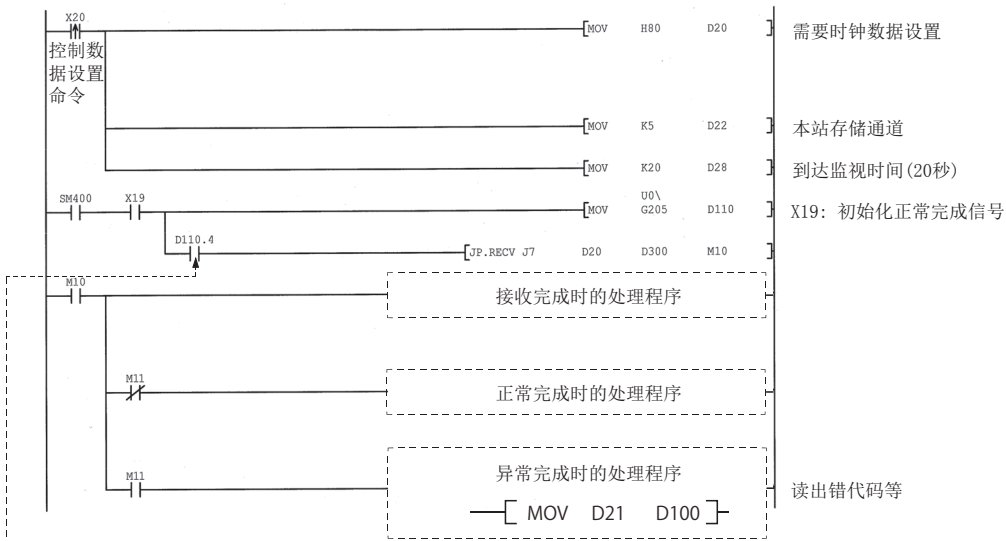 X20
控制数
据设置
命令
MOV H80 D20 需要时钟数据设置
MOV K5 D22 本站存储通道
MOV K20 D28 到达监视时间(20秒)
SM400 X19
U0\
MOV G205 D110 X19: 初始化正常完成信号
D110.4
JP.RECV J7 D20 D300 M10
M10
接收完成时的处理程序
M11
正常完成时的处理程序
M11
异常完成时的处理程序
读出错代码等
MOV D21 D100